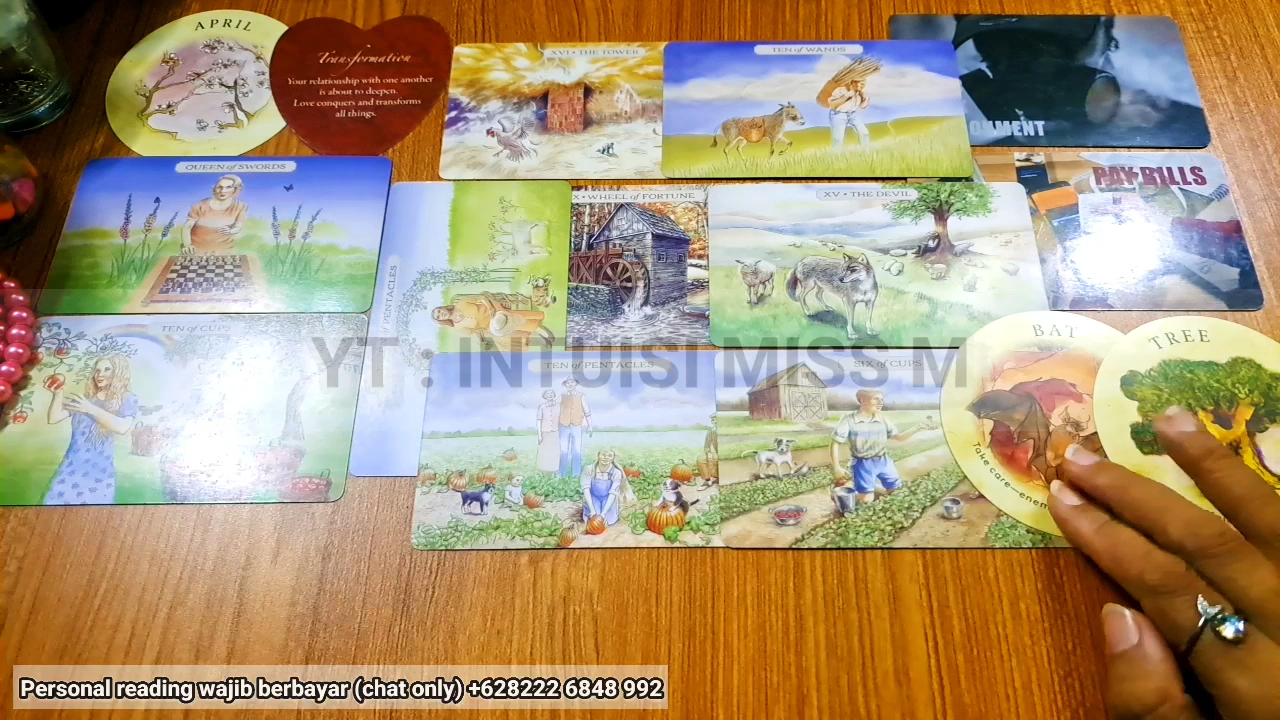 APRIL
Transformation
Your relationship with one another
is about to deepen.
Love conquers and transforms
all things.
XVI • THE TOWER
TEN of WANDS
PAY BILLS
QUEEN of SWORDS
PENTACLES
X • WHEEL of FORTUNE
XV • THE DEVIL
TEN of CUPS
YT : INTUISI MISS M
TEN of PENTACLES
SIX of CUPS
BAT
Take care—
TREE
Personal reading wajib berbayar (chat only) +628222 6848 992